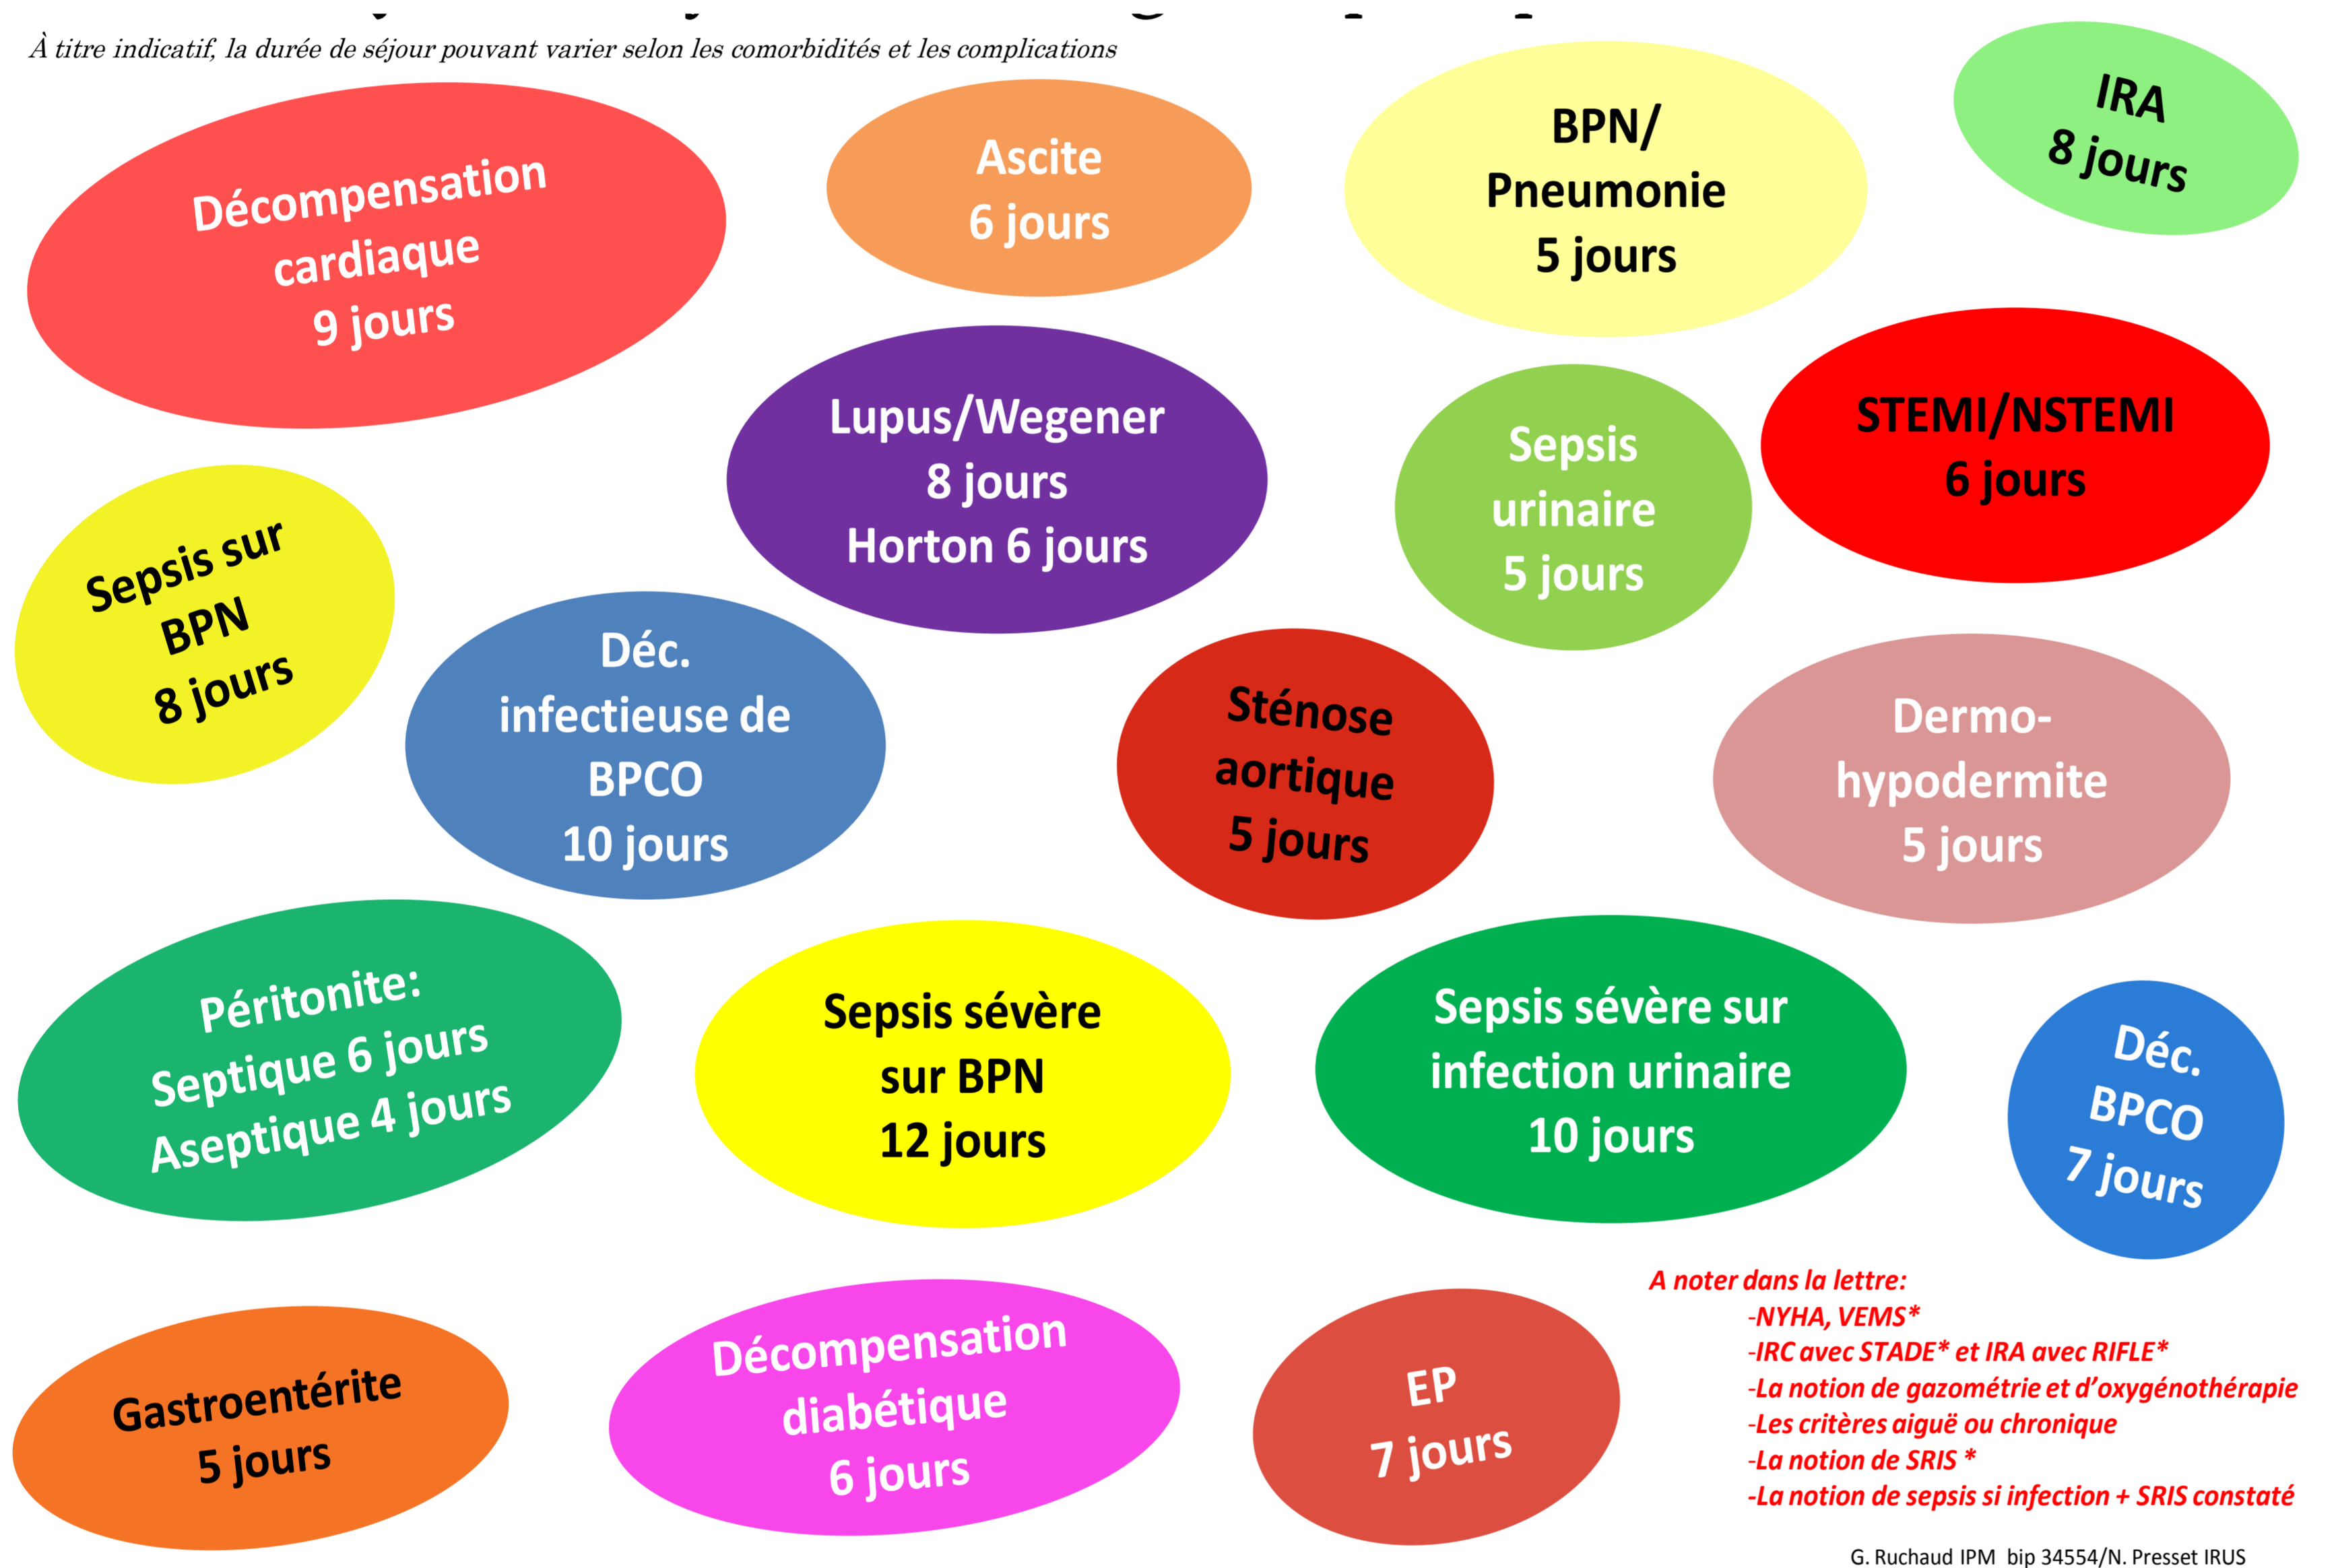 À titre indicatif, la durée de séjour pouvant varier selon les comorbidités et les complications
Décompensation
cardiaque
9 jours
Ascite
6 jours
BPN/
Pneumonie
5 jours
IRA
8 jours
Lupus/Wegener
8 jours
Horton 6 jours
Sepsis
urinaire
5 jours
STEMI/NSTEMI
6 jours
Sepsis sur
BPN
8 jours
Déc.
infectieuse de
BPCO
10 jours
Sténose
aortique
5 jours
Dermo-
hypodermite
5 jours
Péritonite:
Septique 6 jours
Aseptique 4 jours
Sepsis sévère
sur BPN
12 jours
Sepsis sévère sur
infection urinaire
10 jours
Déc.
BPCO
7 jours
Gastroentérite
5 jours
Décompensation
diabétique
6 jours
EP
7 jours
A noter dans la lettre:
-NYHA, VEMS*
-IRC avec STADE* et IRA avec RIFLE*
-La notion de gazométrie et d’oxygénothérapie
-Les critères aiguë ou chronique
-La notion de SRIS *
-La notion de sepsis si infection + SRIS constaté
G. Ruchaud IPM bip 34554/N. Presset IRUS